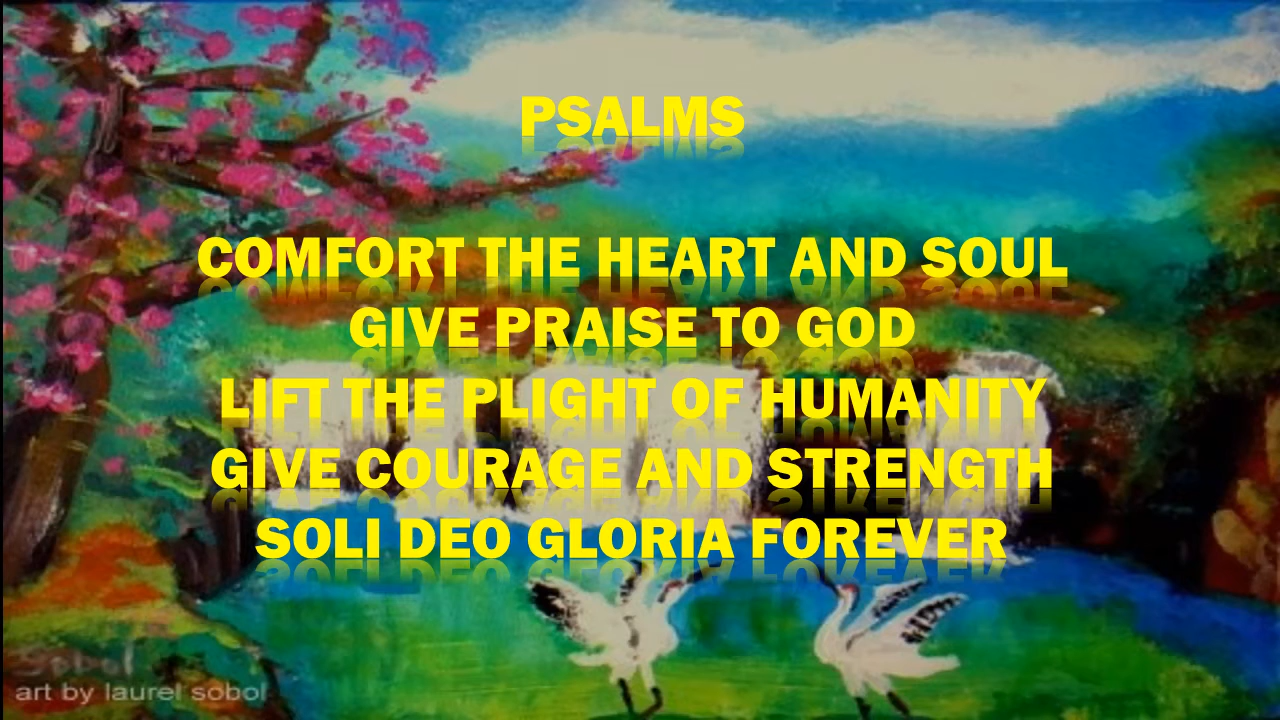 PSALMS
COMFORT THE HEART AND SOUL
GIVE PRAISE TO GOD
LIFT THE PLIGHT OF HUMANITY
GIVE COURAGE AND STRENGTH
SOLI DEO GLORIA FOREVER
Sobol
art by laurel sobol